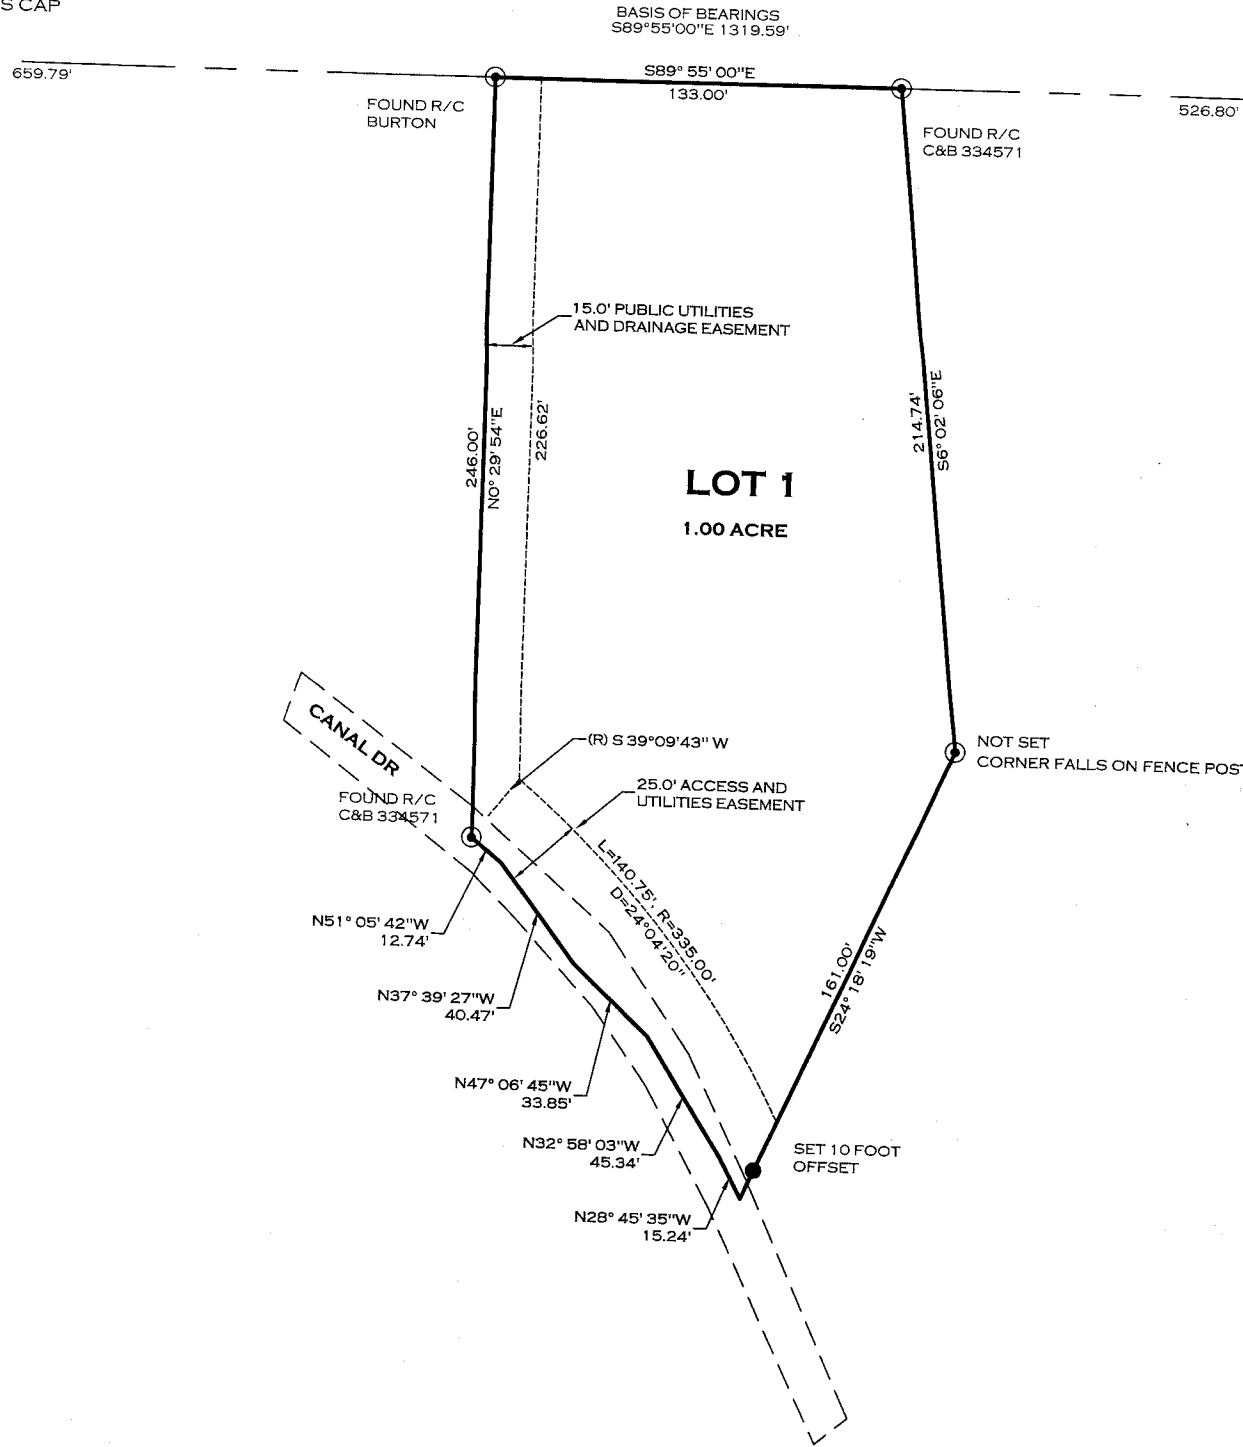 S CAP
BASIS OF BEARINGS
S89°55'00"E 1319.59'
659.79'
S89° 55' 00"E
133.00'
526.80'
FOUND R/C
BURTON
FOUND R/C
C&B 334571
15.0' PUBLIC UTILITIES
AND DRAINAGE EASEMENT
246.00'
N0° 29' 54"E
226.62'
214.74'
S6° 02' 06"E
LOT 1
1.00 ACRE
CANAL DR
(R) S 39°09'43" W
NOT SET
CORNER FALLS ON FENCE POST
25.0' ACCESS AND
UTILITIES EASEMENT
FOUND R/C
C&B 334571
L=140.75', R=335.00'
D=24°04'20"
N51° 05' 42"W
12.74'
161.00'
S24° 18' 19"W
N37° 39' 27"W
40.47'
N47° 06' 45"W
33.85'
N32° 58' 03"W
45.34'
SET 10 FOOT
OFFSET
N28° 45' 35"W
15.24'